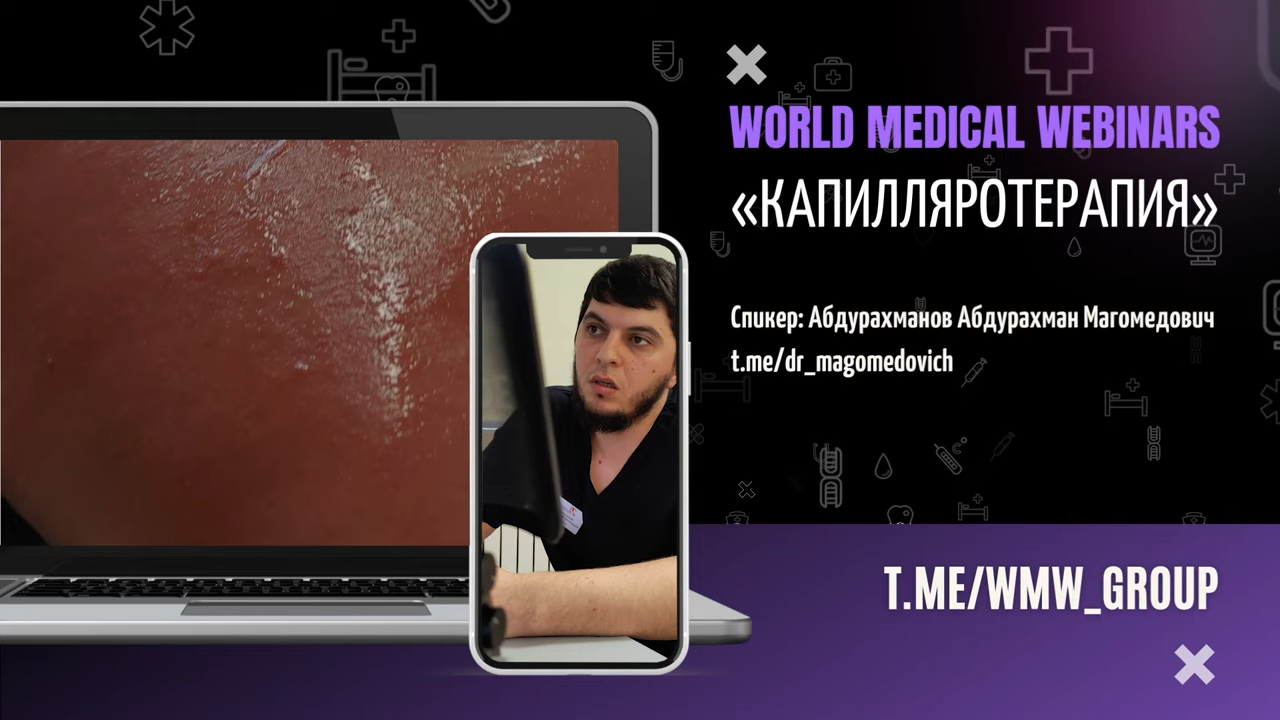 WORLD MEDICAL WEBINARS
«КАПИЛЛЯРОТЕРАПИЯ»
Спикер: Абдурахманов Абдурахман Магомедович
t.me/dr_magomedovich
T.ME/WMW_GROUP